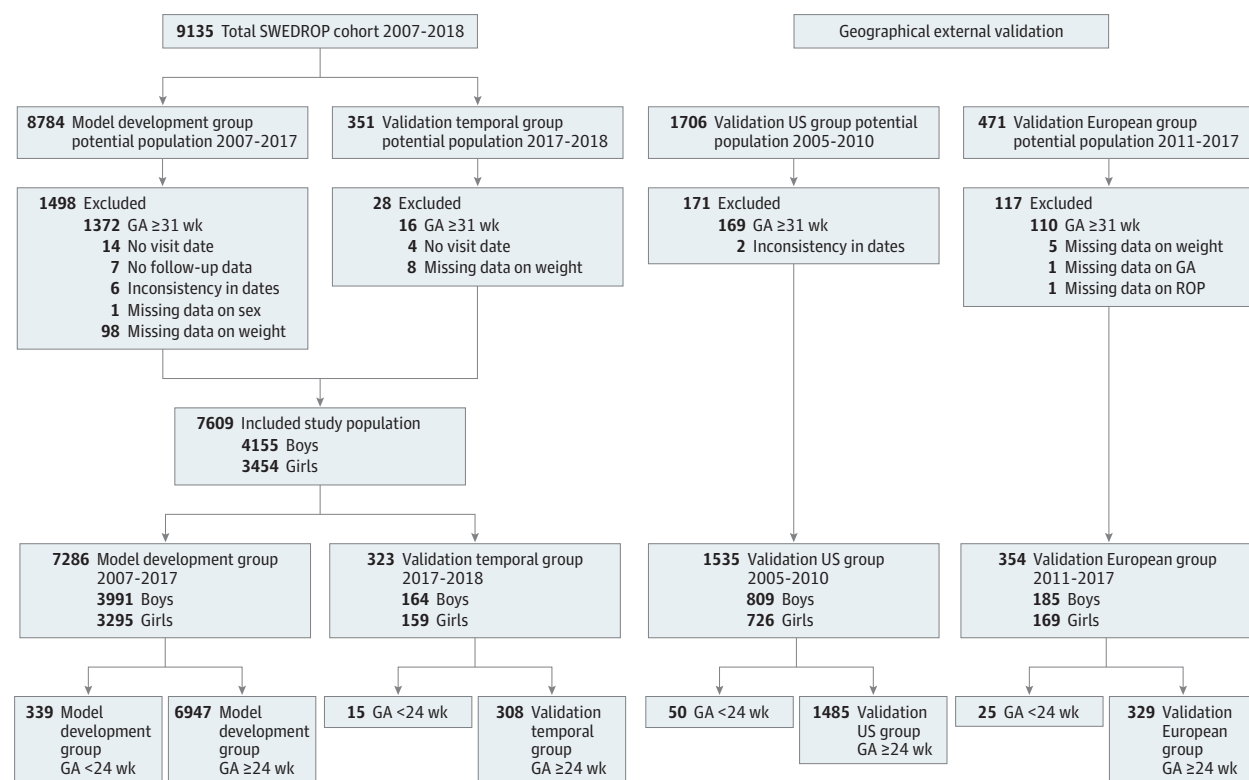 9135 Total SWEDROP cohort 2007-2018
Geographical external validation
8784 Model development group
potential population 2007-2017
351 Validation temporal group
potential population 2017-2018
1706 Validation US group potential
population 2005-2010
471 Validation European group
potential population 2011-2017
1498 Excluded
1372 GA ≥31 wk
14 No visit date
7 No follow-up data
6 Inconsistency in dates
1 Missing data on sex
98 Missing data on weight
28 Excluded
16 GA ≥31 wk
4 No visit date
8 Missing data on weight
171 Excluded
169 GA ≥31 wk
2 Inconsistency in dates
117 Excluded
110 GA ≥31 wk
5 Missing data on weight
1 Missing data on GA
1 Missing data on ROP
7609 Included study population
4155 Boys
3454 Girls
7286 Model development group
2007-2017
3991 Boys
3295 Girls
323 Validation temporal group
2017-2018
164 Boys
159 Girls
1535 Validation US group
2005-2010
809 Boys
726 Girls
354 Validation European group
2011-2017
185 Boys
169 Girls
339 Model
development
group
GA <24 wk
6947 Model
development
group
GA ≥24 wk
15 GA <24 wk
308 Validation
temporal
group
GA ≥24 wk
50 GA <24 wk
1485 Validation
US group
GA ≥24 wk
25 GA <24 wk
329 Validation
European
group
GA ≥24 wk